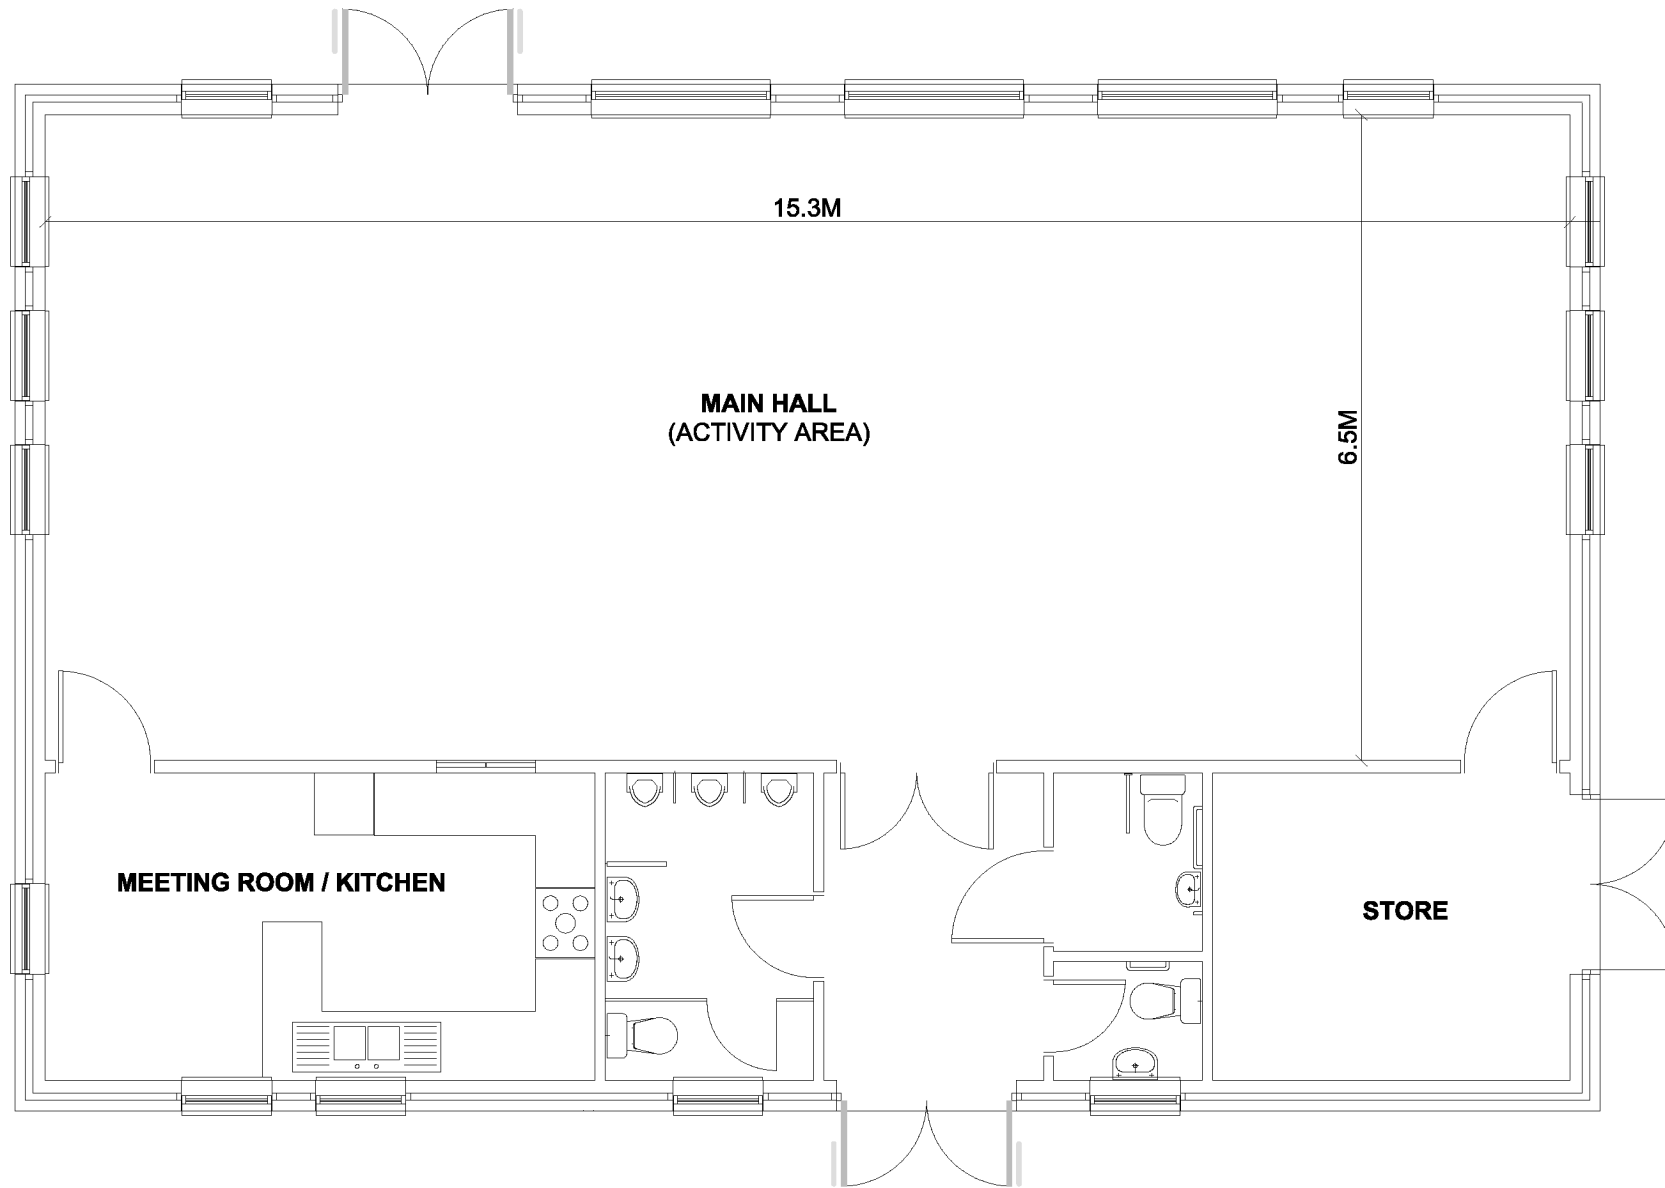 15.3M
MAIN HALL
(ACTIVITY AREA)
6.5M
MEETING ROOM / KITCHEN
STORE